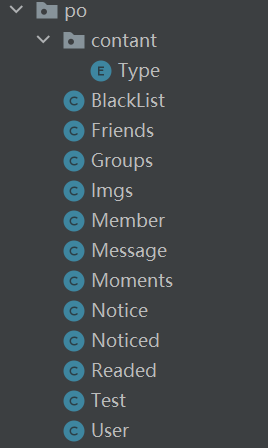 po
contant
E Type
C BlackList
C Friends
C Groups
C Imgs
C Member
C Message
C Moments
C Notice
C Noticed
C Readed
C Test
C User